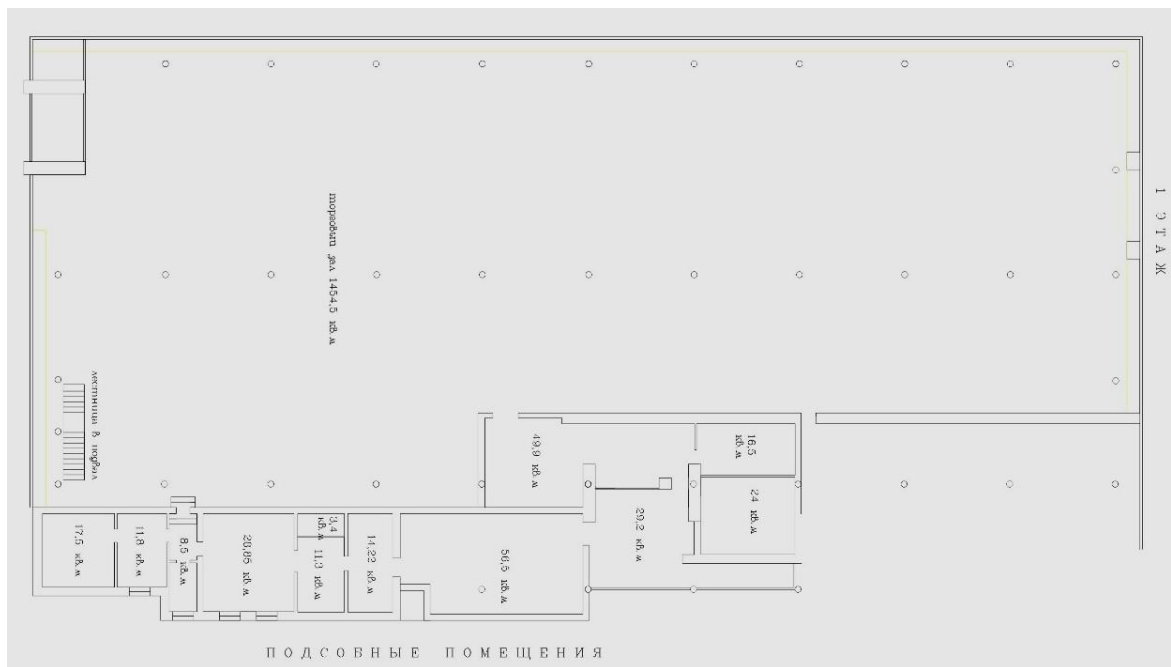 1 ЭТАЖ
торговый зал 1454,5 кв.м
лестница в подвал
49,9 кв.м
16,5
кв.м
24 кв.м
29,2 кв.м
17,5 кв.м
11,8 кв.м
8,5 кв.м
28,85 кв.м
3,4
кв.м
11,3 кв.м
14,22 кв.м
56,5 кв.м
ПОДСОБНЫЕ ПОМЕЩЕНИЯ